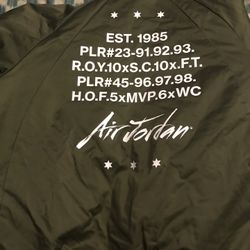 EST. 1985
PLR#23-91.92.93.
R.O.Y.10xS.C.10x.F.T.
PLR#45-96.97.98.
H.O.F.5xMVP.6xWC
Air Jordan